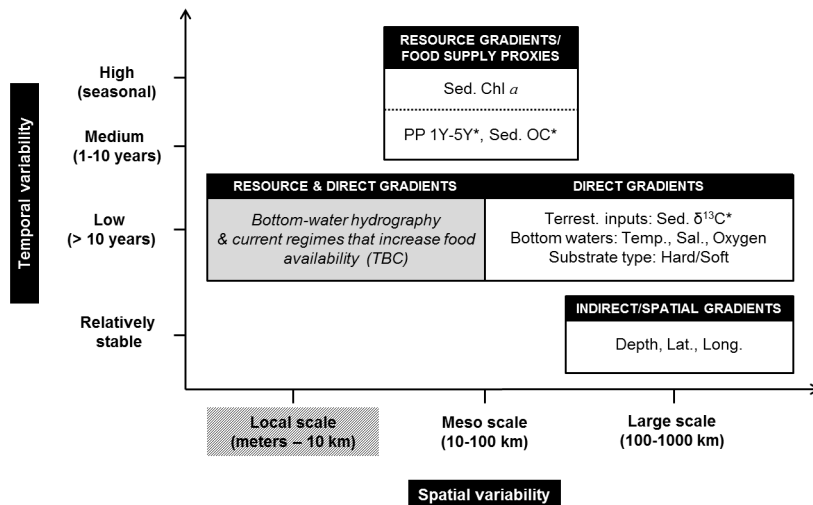 RESOURCE GRADIENTS/
FOOD SUPPLY PROXIES
High
(seasonal)
Sed. Chl a
Medium
(1-10 years)
PP 1Y-5Y*, Sed. OC*
Temporal variability
RESOURCE & DIRECT GRADIENTS
DIRECT GRADIENTS
Low
(> 10 years)
Bottom-water hydrography
& current regimes that increase food
availability (TBC)
Terrest. inputs: Sed. δ¹³C*
Bottom waters: Temp., Sal., Oxygen
Substrate type: Hard/Soft
INDIRECT/SPATIAL GRADIENTS
Relatively
stable
Depth, Lat., Long.
Local scale
(meters – 10 km)
Meso scale
(10-100 km)
Large scale
(100-1000 km)
Spatial variability